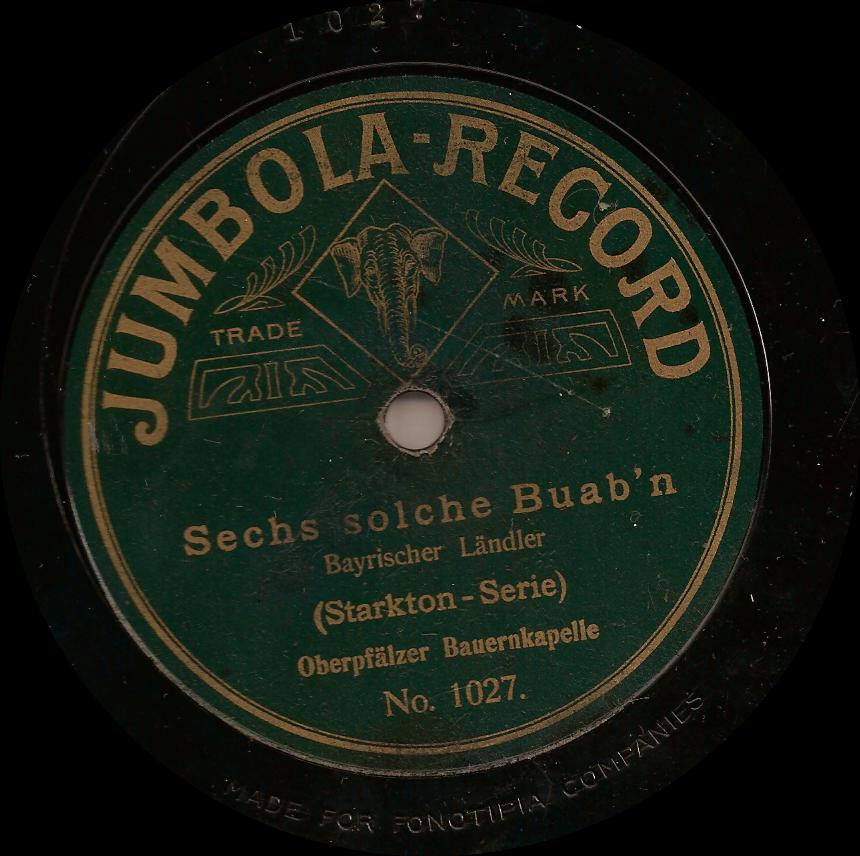 1027
JUMBOLA-RECORD
TRADE MARK
Sechs solche Buab'n
Bayrischer Ländler
(Starkton-Serie)
Oberpfälzer Bauernkapelle
No. 1027.
MADE FOR FONOTIPIA COMPANIES